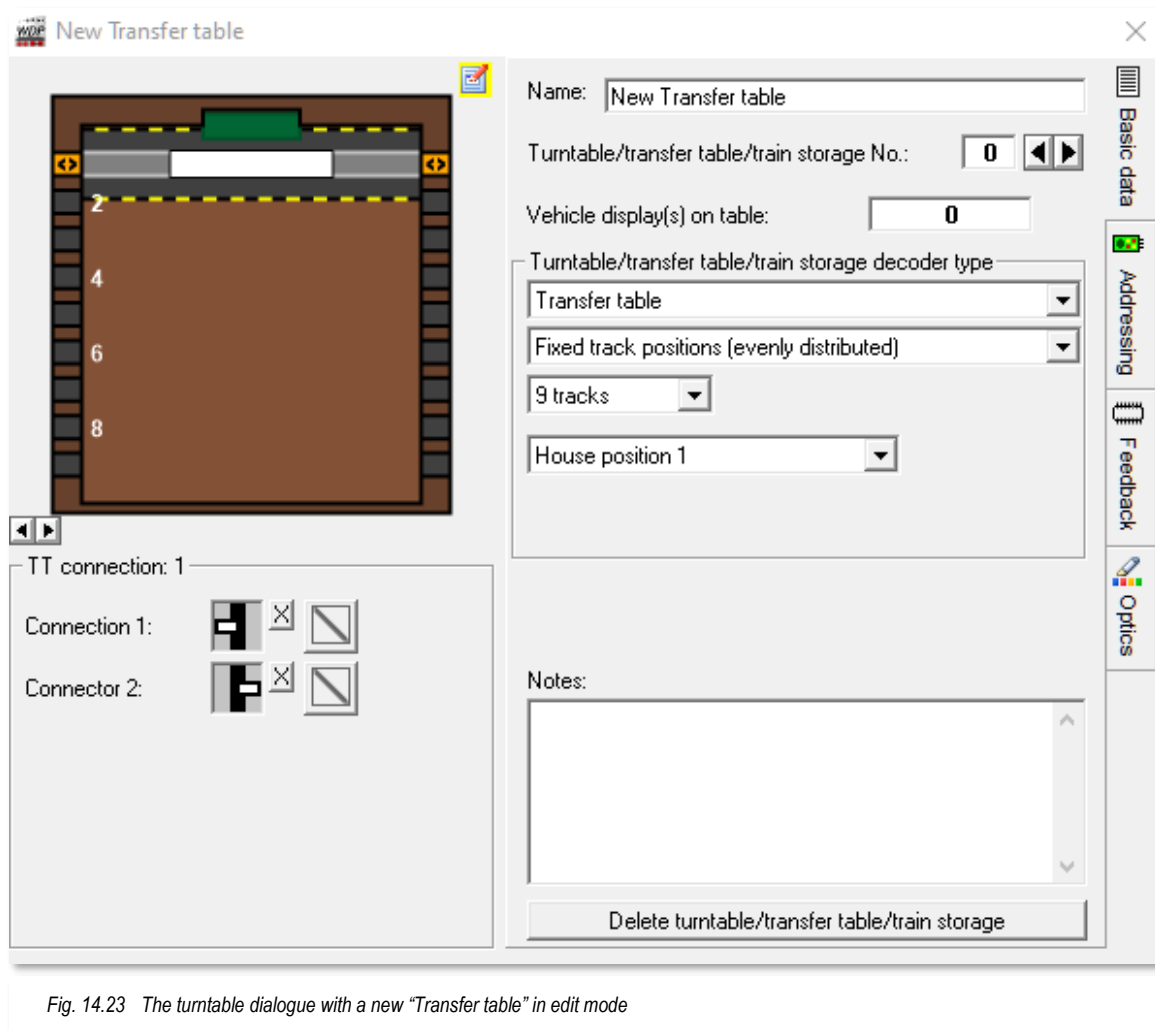 WDP New Transfer table
2
4
6
8
TT connection: 1
Connection 1:
X
Connector 2:
X
Name: New Transfer table
Turntable/transfer table/train storage No.: 0
Vehicle display(s) on table: 0
Turntable/transfer table/train storage decoder type
Transfer table
Fixed track positions (evenly distributed)
9 tracks
House position 1
Notes:
Delete turntable/transfer table/train storage
Basic data
Addressing
Feedback
Optics
Fig. 14.23 The turntable dialogue with a new “Transfer table” in edit mode